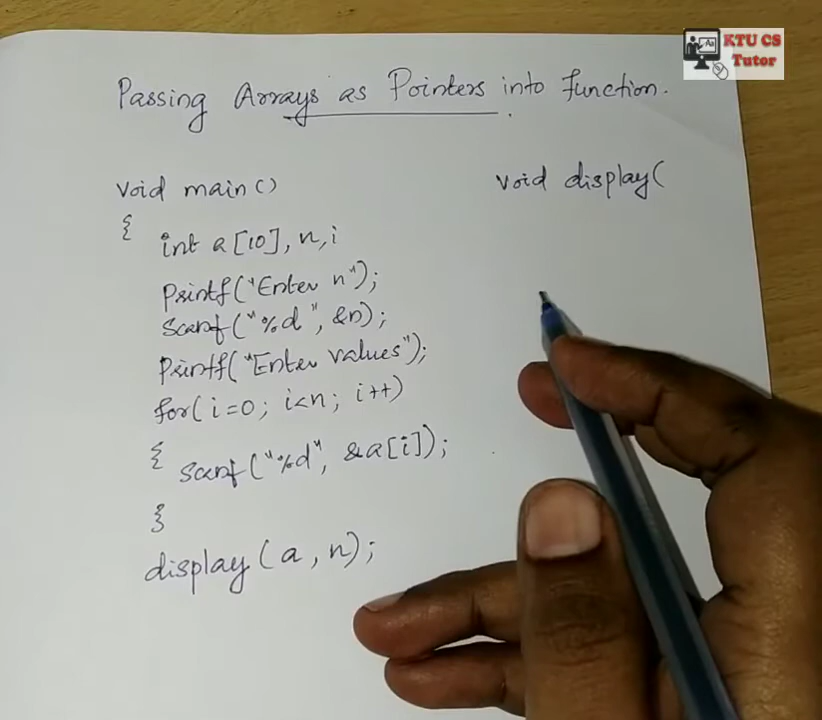 KTU CS
Tutor
Passing Arrays as Pointers into function.
void main()
{
int a[10], n, i
Printf("Enter n");
Scanf("%d", &n);
Printf("Enter values");
for(i=0; i<n; i++)
{ Scanf("%d", &a[i]);
}
display(a, n);
void display(